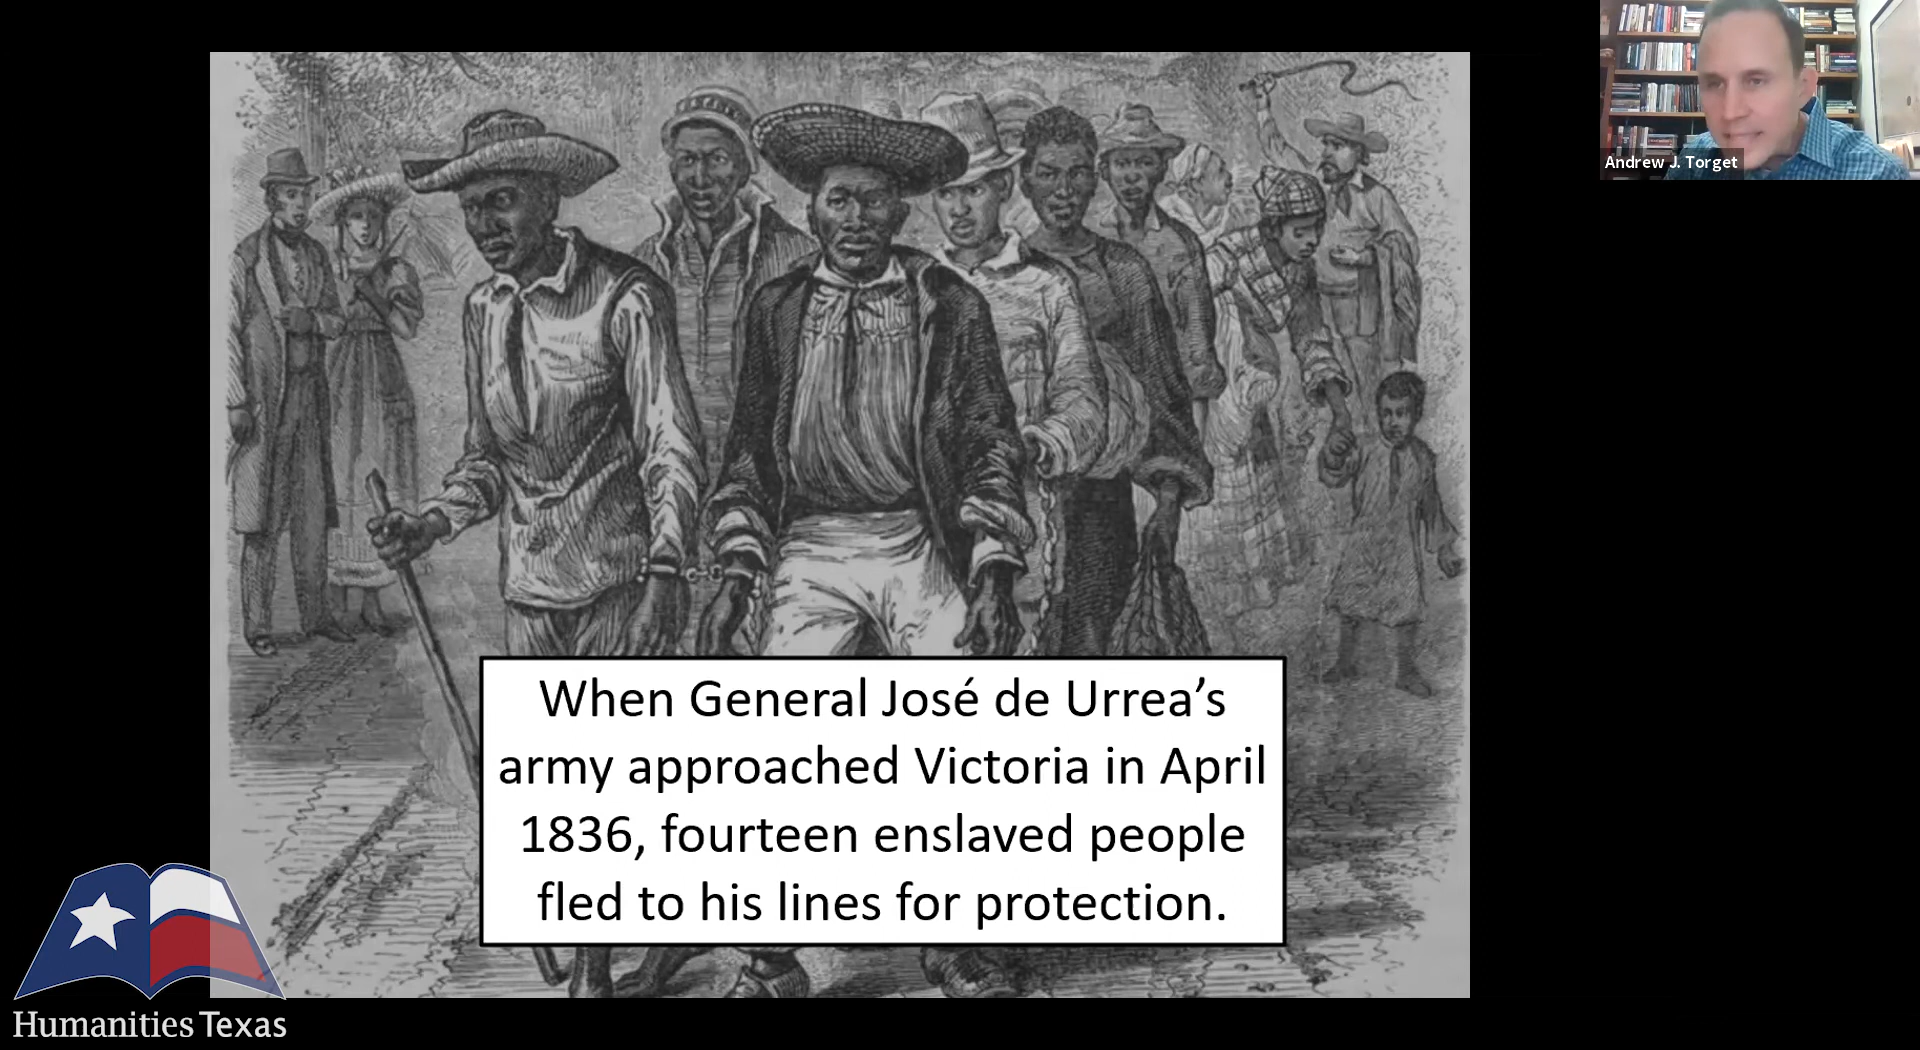 Andrew J. Torget
When General José de Urrea’s
army approached Victoria in April
1836, fourteen enslaved people
fled to his lines for protection.
Humanities Texas